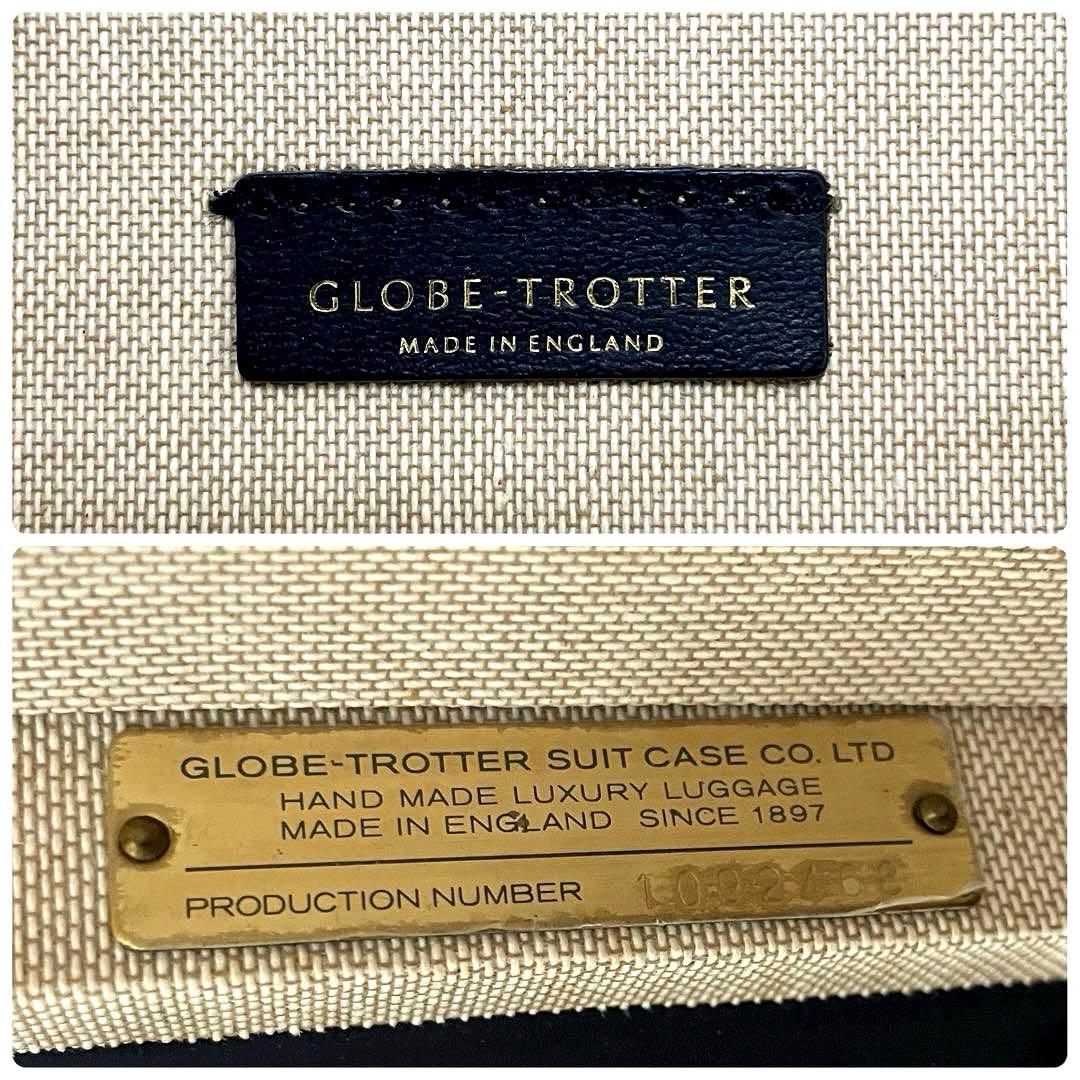 GLOBE-TROTTER
MADE IN ENGLAND
GLOBE-TROTTER SUIT CASE CO. LTD
HAND MADE LUXURY LUGGAGE
MADE IN ENGLAND SINCE 1897
PRODUCTION NUMBER